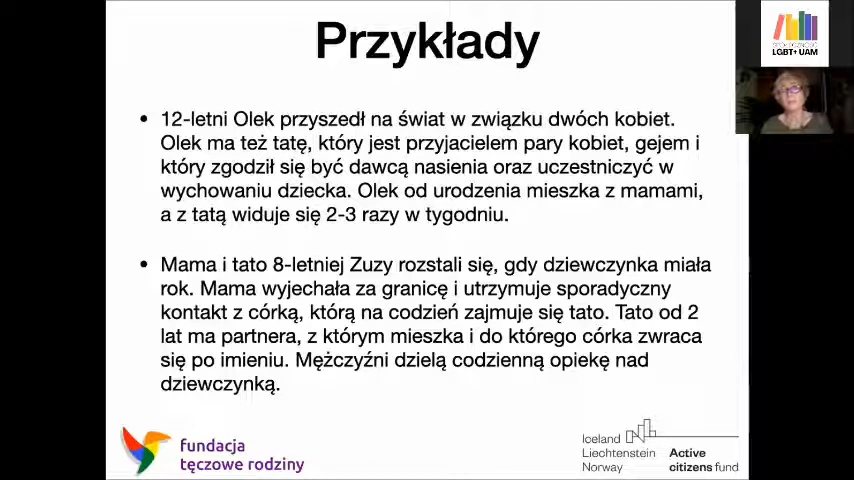 Przykłady
• 12-letni Olek przyszedł na świat w związku dwóch kobiet.
Olek ma też tatę, który jest przyjacielem pary kobiet, gejem i
który zgodził się być dawcą nasienia oraz uczestniczyć w
wychowaniu dziecka. Olek od urodzenia mieszka z mamami,
a z tatą widuje się 2-3 razy w tygodniu.
• Mama i tato 8-letniej Zuzy rozstali się, gdy dziewczynka miała
rok. Mama wyjechała za granicę i utrzymuje sporadyczny
kontakt z córką, którą na codzień zajmuje się tato. Tato od 2
lat ma partnera, z którym mieszka i do którego córka zwraca
się po imieniu. Mężczyźni dzielą codzienną opiekę nad
dziewczynką.
fundacja
tęczowe rodziny
Iceland
Liechtenstein
Norway
Active
citizens fund
SPOŁECZNOŚĆ
LGBT+ UAM